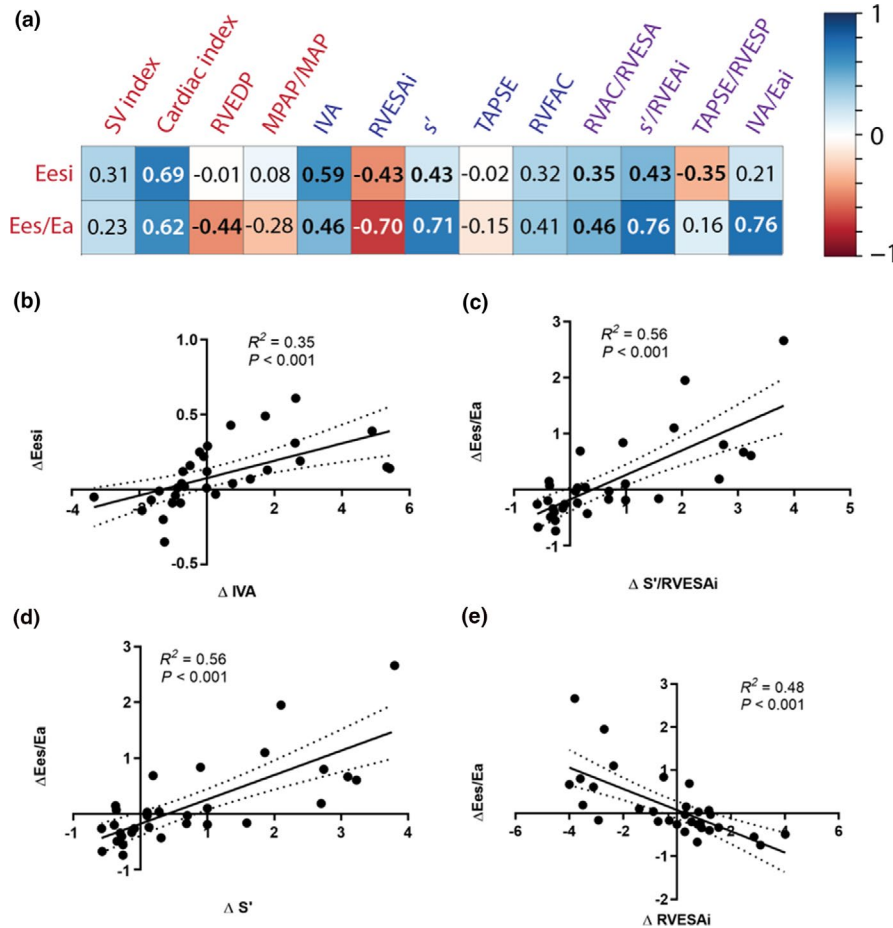 (a)
SV index
Cardiac index
RVEDP
MPAP/MAP
IVA
RVESAi
s'
TAPSE
RVFAC
RVAC/RVESA
s'/RVEAi
TAPSE/RVESP
IVA/Eai
1
0
−1
Eesi 0.31 0.69 -0.01 0.08 0.59 -0.43 0.43 -0.02 0.32 0.35 0.43 -0.35 0.21
Ees/Ea 0.23 0.62 -0.44 -0.28 0.46 -0.70 0.71 -0.15 0.41 0.46 0.76 0.16 0.76
(b)
R² = 0.35
P < 0.001
1.0
0.5
-0.5
-4 -2 2 4 6
ΔEesi
Δ IVA
(c)
R² = 0.56
P < 0.001
3
2
1
-1
-1 1 2 3 4
ΔEes/Ea
Δ S'/RVESAi
(d)
R² = 0.56
P < 0.001
3
2
1
-1
-1 1 2 3 4
ΔEes/Ea
Δ S'
(e)
R² = 0.48
P < 0.001
3
2
1
-1
-2
-6 -4 -2 2 4 6
ΔEes/Ea
Δ RVESAi